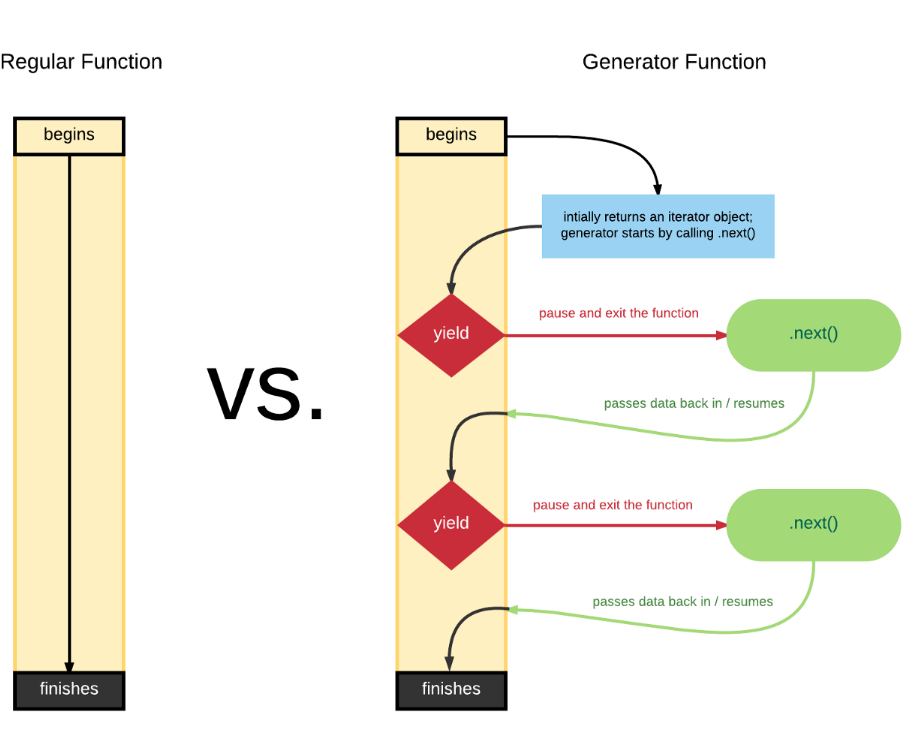 Regular Function
Generator Function
begins
begins
intially returns an iterator object;
generator starts by calling .next()
pause and exit the function
yield
.next()
vs.
passes data back in / resumes
pause and exit the function
yield
.next()
passes data back in / resumes
finishes
finishes